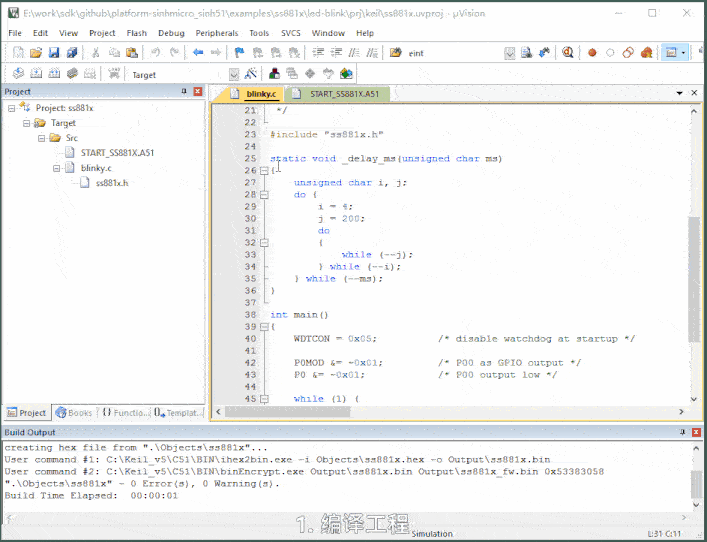 E:\work\sdk\github\platform-sinhmicro_sinh51\examples\ss881x\led-blink\prj\keil\ss881x.uvproj - µVision
File Edit View Project Flash Debug Peripherals Tools SVCS Window Help
eint
Target
Project
blinky.c START_SS881X.A51
Project: ss881x
Target
Src
START_SS881X.A51
blinky.c
ss881x.h
21 */
22
23 #include "ss881x.h"
24
25 static void _delay_ms(unsigned char ms)
26 {
27 unsigned char i, j;
28 do {
29 i = 4;
30 j = 200;
31 do
32 {
33 while (--j);
34 } while (--i);
35 } while (--ms);
36 }
37
38 int main()
39 {
40 WDTCON = 0x05; /* disable watchdog at startup */
41
42 P0MOD &= ~0x01; /* P00 as GPIO output */
43 P0 &= ~0x01; /* P00 output low */
44
45 while (1) {
Project Books {} Functio... Templat...
Build Output
creating hex file from ".\Objects\ss881x"...
User command #1: C:\Keil_v5\C51\BIN\ihex2bin.exe -i Objects\ss881x.hex -o Output\ss881x.bin
User command #2: C:\Keil_v5\C51\BIN\binEncrypt.exe Output\ss881x.bin Output\ss881x_fw.bin 0x53383058
".\Objects\ss881x" - 0 Error(s), 0 Warning(s).
Build Time Elapsed: 00:00:01
1. 编译工程
Simulation L:31 C:11